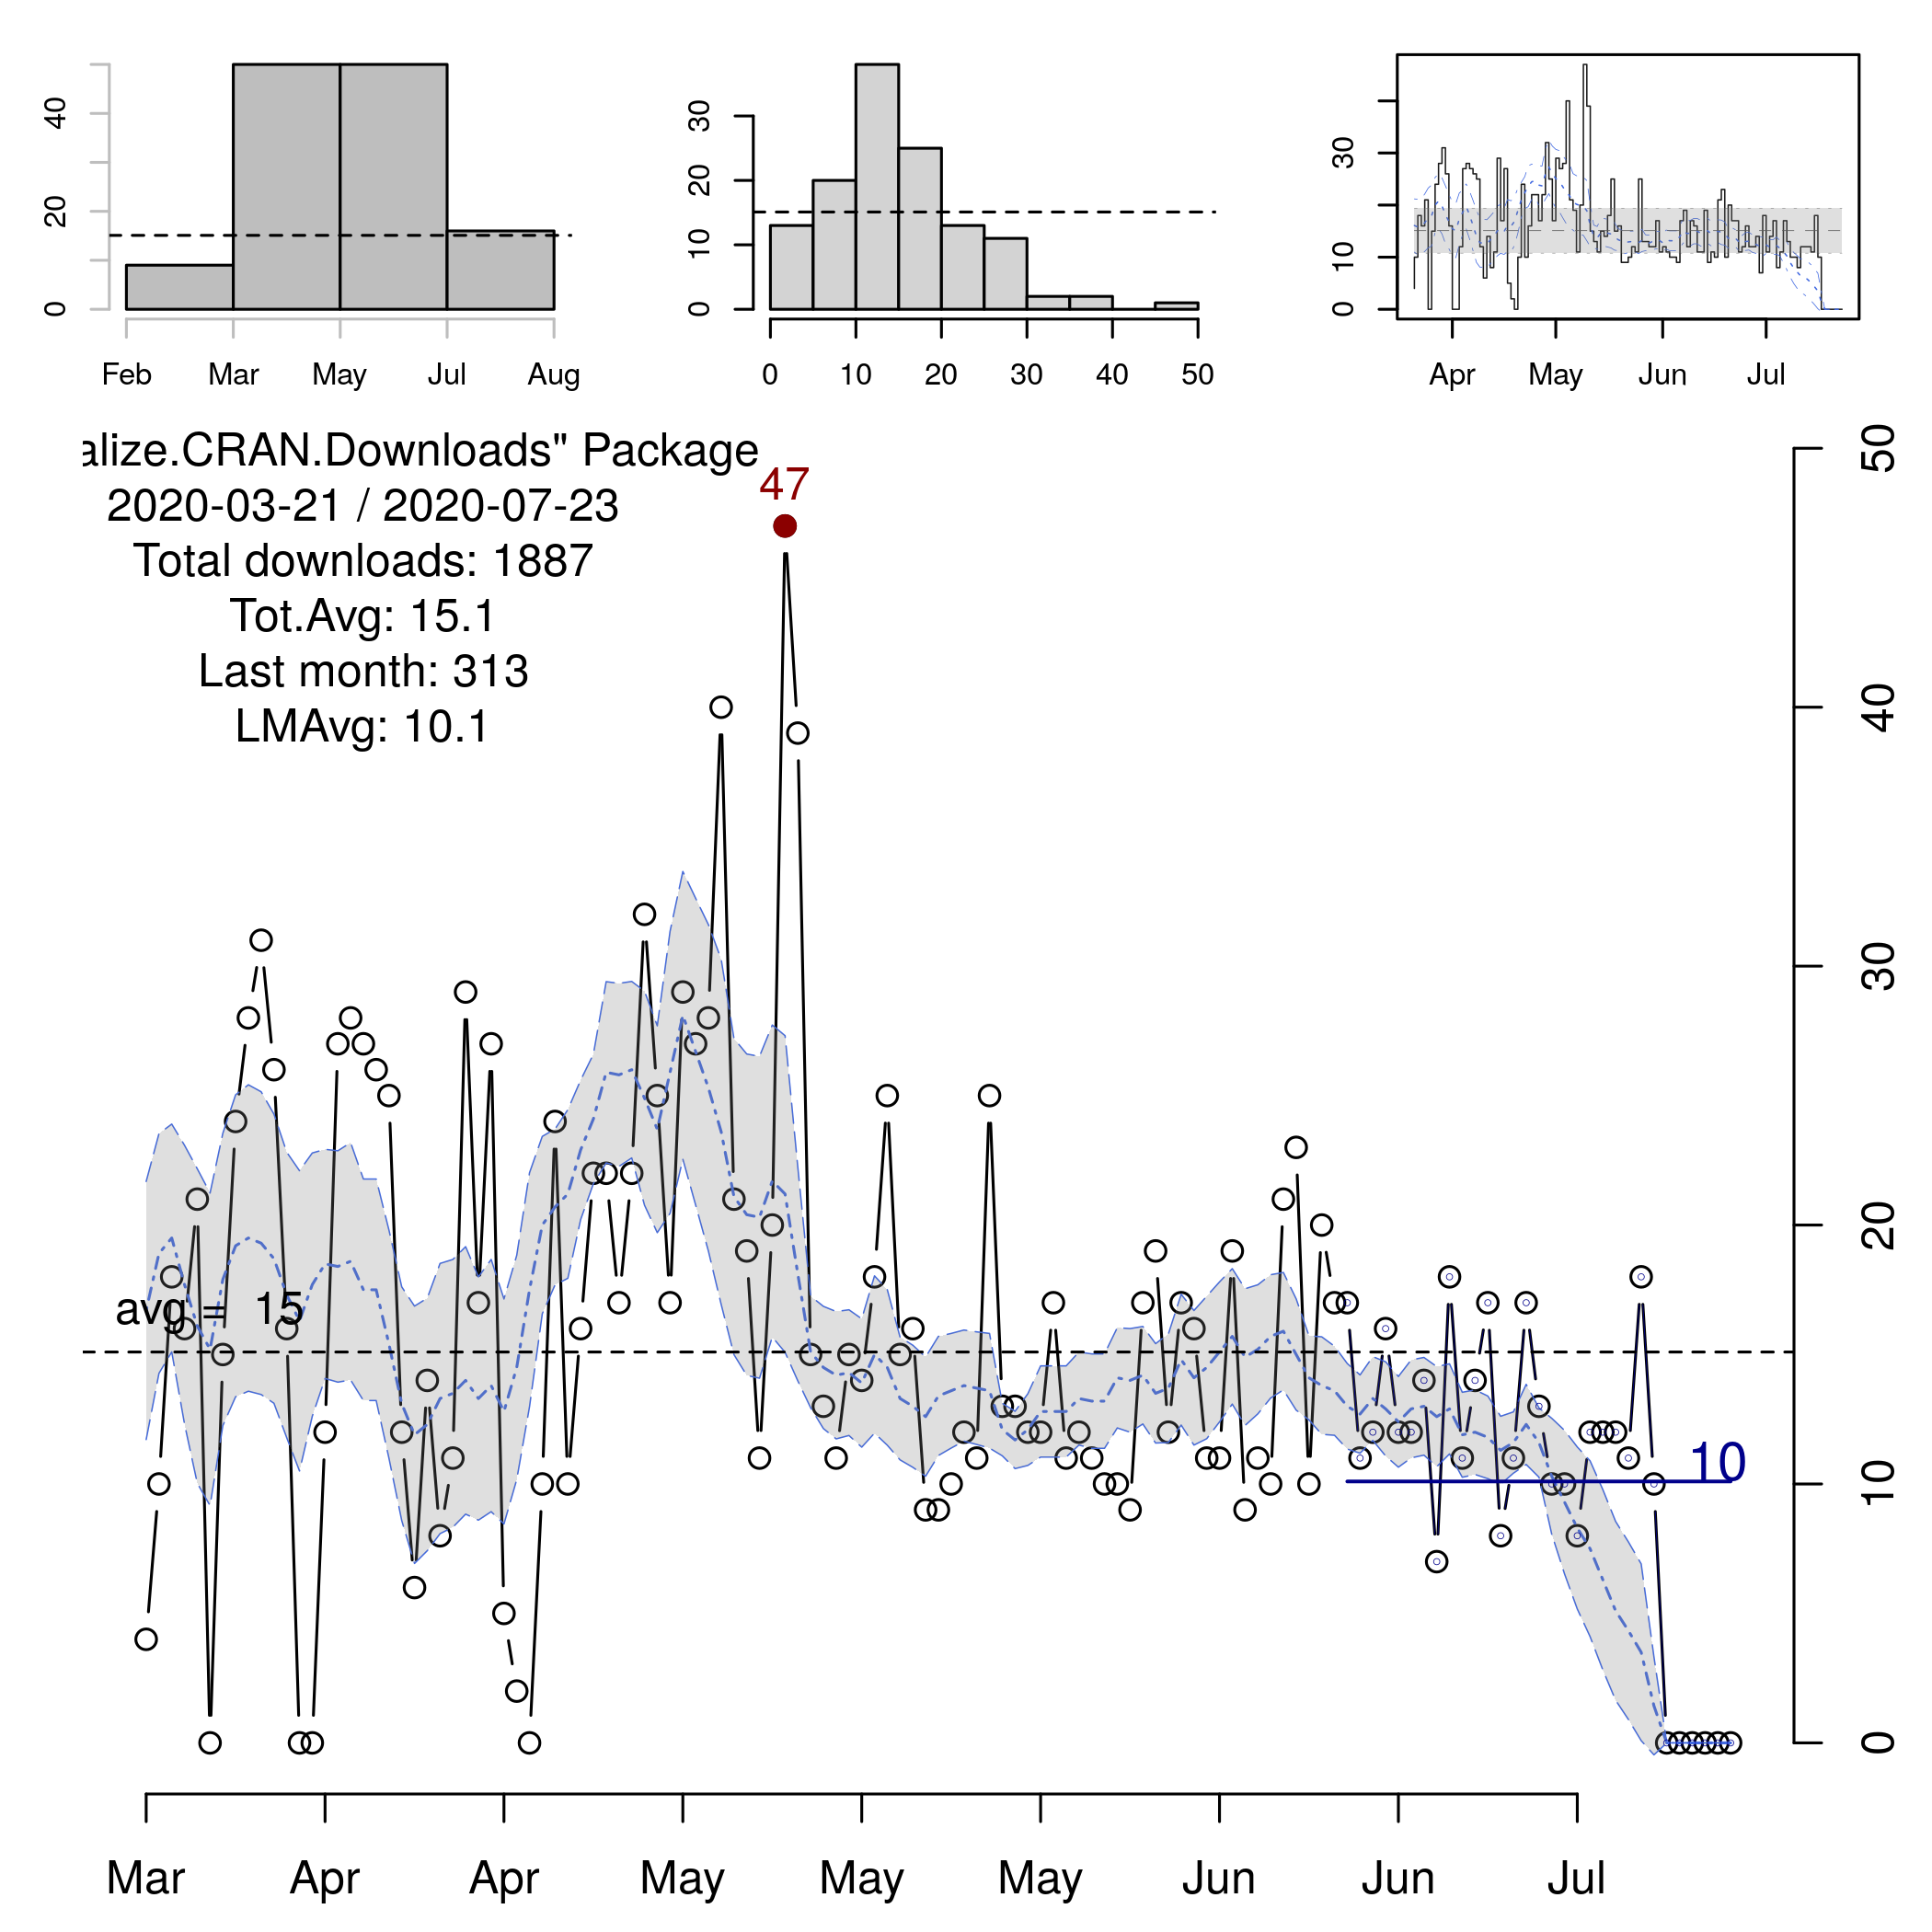 0 20 40
Feb Mar May Jul Aug
0 10 20 30
0 10 20 30 40 50
0 10 30
Apr May Jun Jul
alize.CRAN.Downloads" Package
2020-03-21 / 2020-07-23
Total downloads: 1887
Tot.Avg: 15.1
Last month: 313
LMAvg: 10.1
47
avg = 15
10
0 10 20 30 40 50
Mar Apr Apr May May May Jun Jun Jul